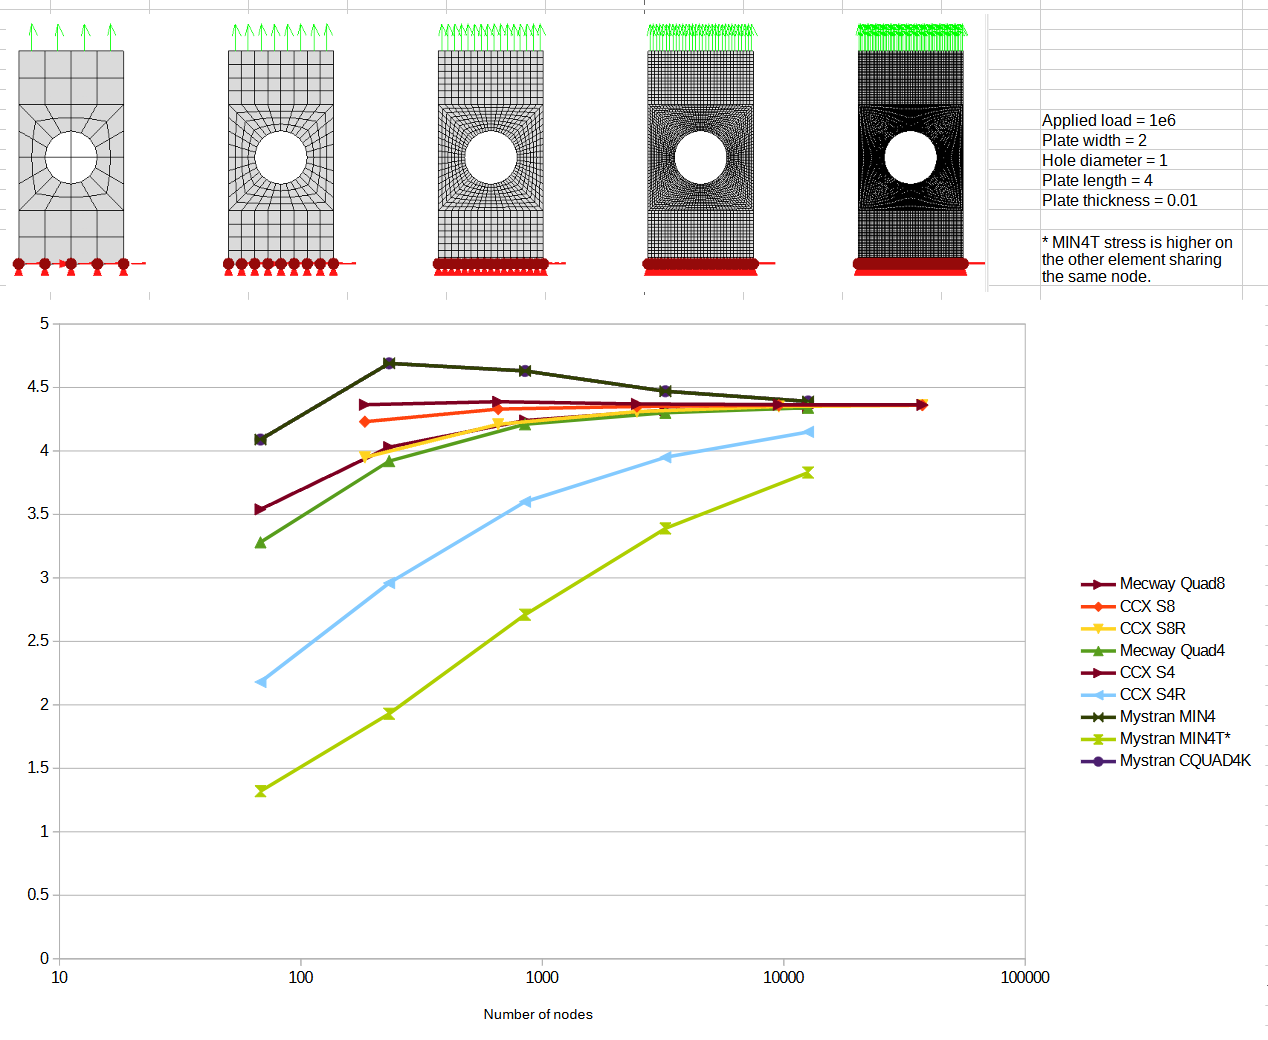 Applied load = 1e6
Plate width = 2
Hole diameter = 1
Plate length = 4
Plate thickness = 0.01
* MIN4T stress is higher on
the other element sharing
the same node.
5
4.5
4
3.5
3
2.5
2
1.5
1
0.5
0
10
100
1000
10000
100000
Number of nodes
Mecway Quad8
CCX S8
CCX S8R
Mecway Quad4
CCX S4
CCX S4R
Mystran MIN4
Mystran MIN4T*
Mystran CQUAD4K